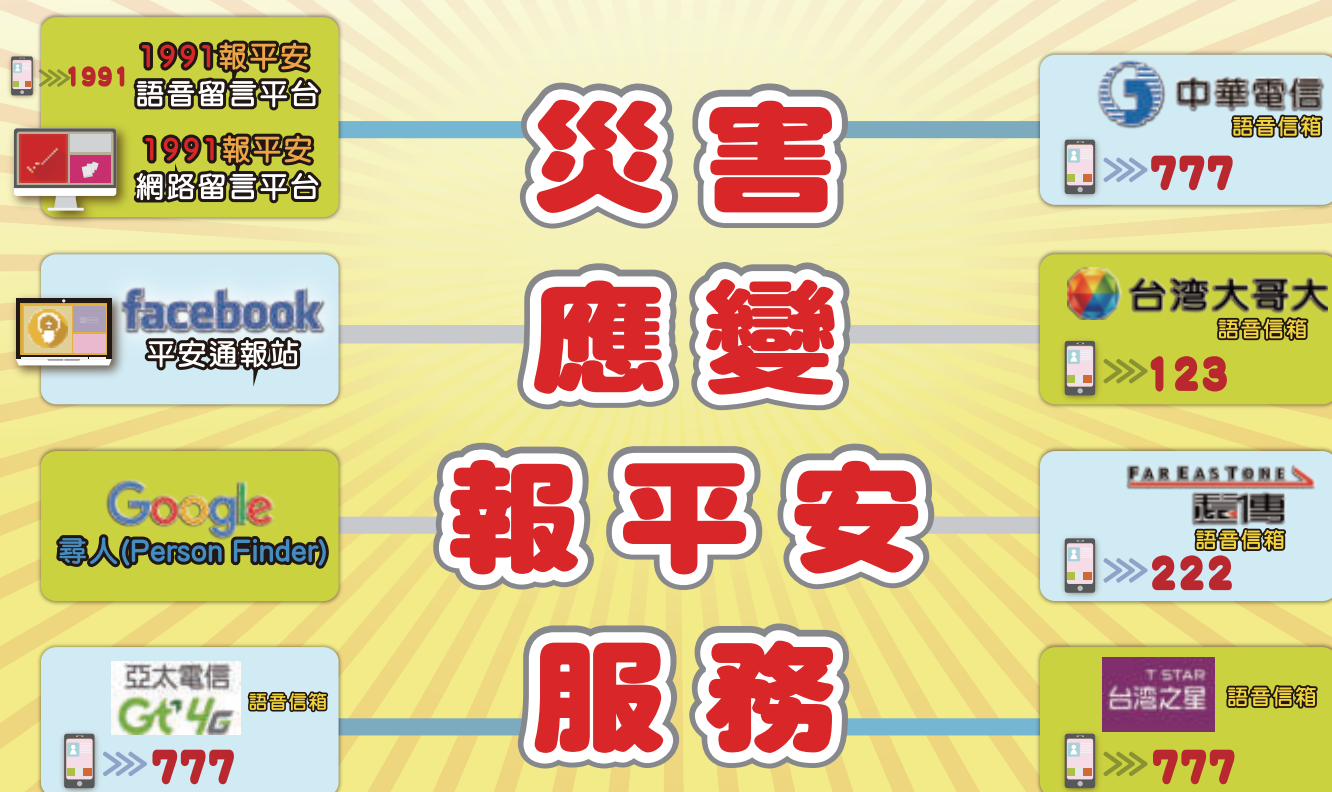 災害
應變
報平安
服務
1991
1991報平安
語音留言平台
1991報平安
網路留言平台
facebook
平安通報站
Google
尋人(Person Finder)
亞太電信
Gt 4G
語音信箱
777
中華電信
語音信箱
777
台灣大哥大
語音信箱
123
FAREASTONE
遠傳
語音信箱
222
T STAR
台灣之星
語音信箱
777